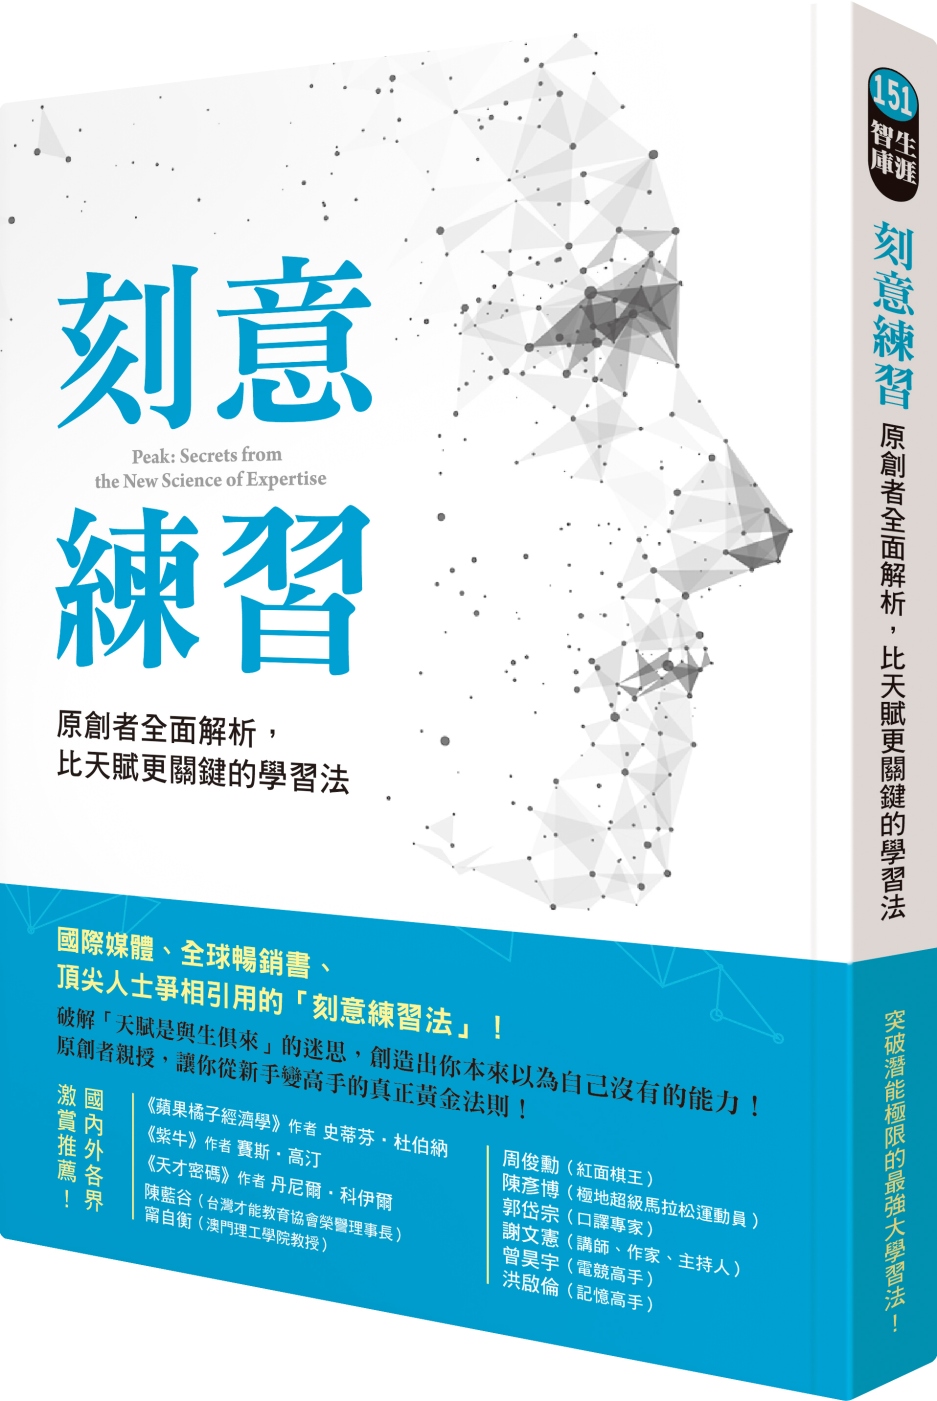 刻意
Peak: Secrets from
the New Science of Expertise
練習
原創者全面解析，
比天賦更關鍵的學習法
國際媒體、全球暢銷書、
頂尖人士爭相引用的「刻意練習法」！
破解「天賦是與生俱來」的迷思，創造出你本來以為自己沒有的能力！
原創者親授，讓你從新手變高手的真正黃金法則！
國內外各界
激賞推薦！
《蘋果橘子經濟學》作者 史蒂芬・杜伯納
《紫牛》作者 賽斯・高汀
《天才密碼》作者 丹尼爾・科伊爾
陳藍谷（台灣才能教育協會榮譽理事長）
甯自衡（澳門理工學院教授）
周俊勳（紅面棋王）
陳彥博（極地超級馬拉松運動員）
郭岱宗（口譯專家）
謝文憲（講師、作家、主持人）
曾昊宇（電競高手）
洪啟倫（記憶高手）
151
生涯
智庫
刻意練習
原創者全面解析，比天賦更關鍵的學習法
突破潛能極限的最強大學習法！